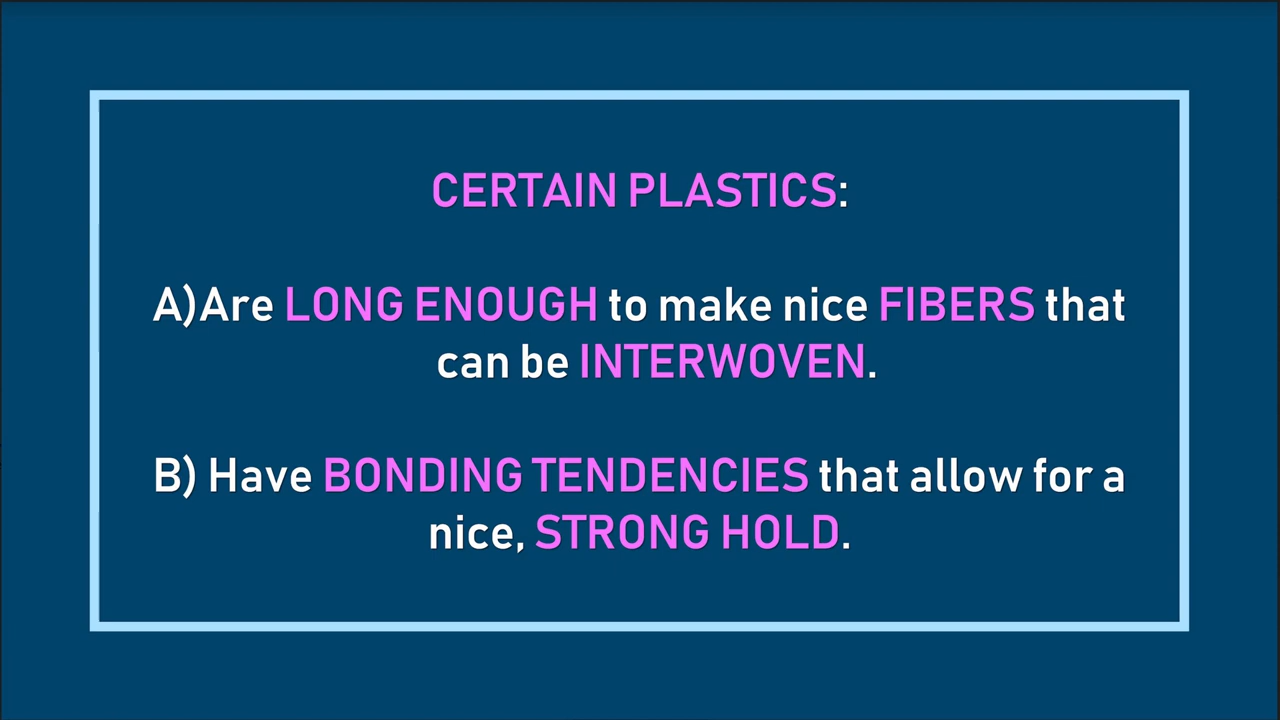 CERTAIN PLASTICS:
A)Are LONG ENOUGH to make nice FIBERS that
can be INTERWOVEN.
B) Have BONDING TENDENCIES that allow for a
nice, STRONG HOLD.